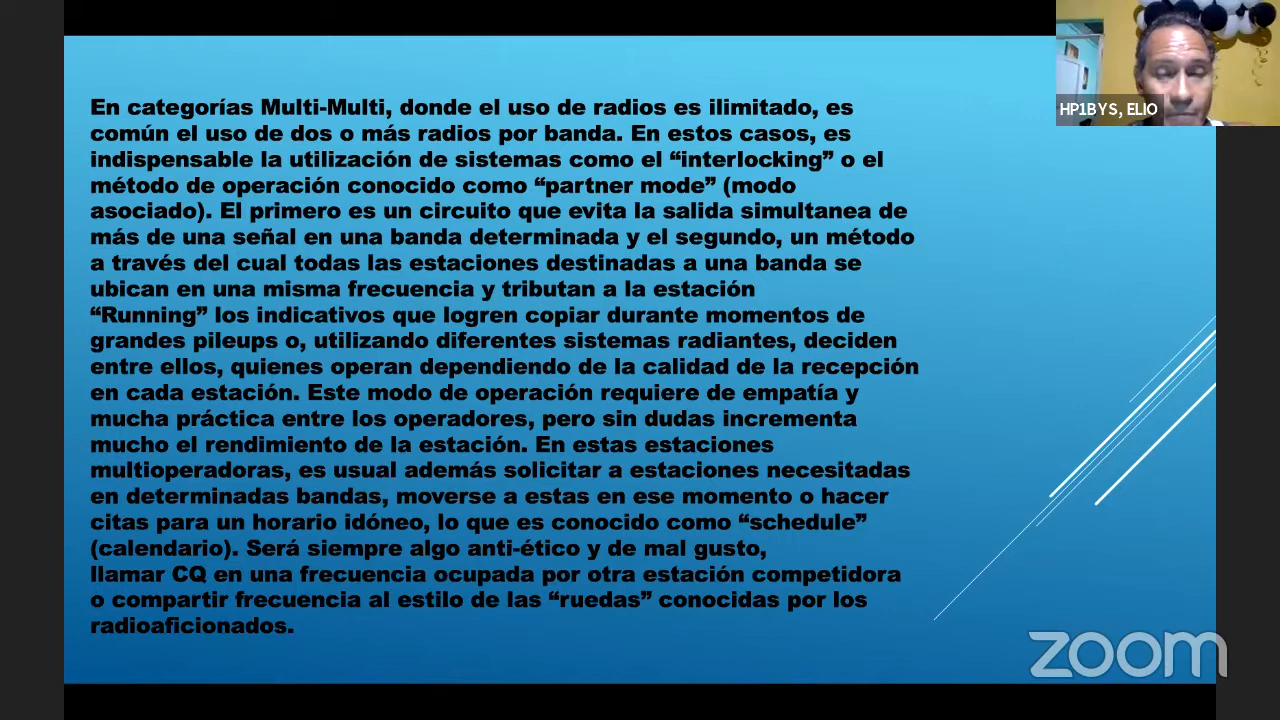 En categorías Multi-Multi, donde el uso de radios es ilimitado, es
común el uso de dos o más radios por banda. En estos casos, es
indispensable la utilización de sistemas como el “interlocking” o el
método de operación conocido como “partner mode” (modo
asociado). El primero es un circuito que evita la salida simultanea de
más de una señal en una banda determinada y el segundo, un método
a través del cual todas las estaciones destinadas a una banda se
ubican en una misma frecuencia y tributan a la estación
“Running” los indicativos que logren copiar durante momentos de
grandes pileups o, utilizando diferentes sistemas radiantes, deciden
entre ellos, quienes operan dependiendo de la calidad de la recepción
en cada estación. Este modo de operación requiere de empatía y
mucha práctica entre los operadores, pero sin dudas incrementa
mucho el rendimiento de la estación. En estas estaciones
multioperadoras, es usual además solicitar a estaciones necesitadas
en determinadas bandas, moverse a estas en ese momento o hacer
citas para un horario idóneo, lo que es conocido como “schedule”
(calendario). Será siempre algo anti-ético y de mal gusto,
llamar CQ en una frecuencia ocupada por otra estación competidora
o compartir frecuencia al estilo de las “ruedas” conocidas por los
radioaficionados.
HP1BYS, ELIO
zoom